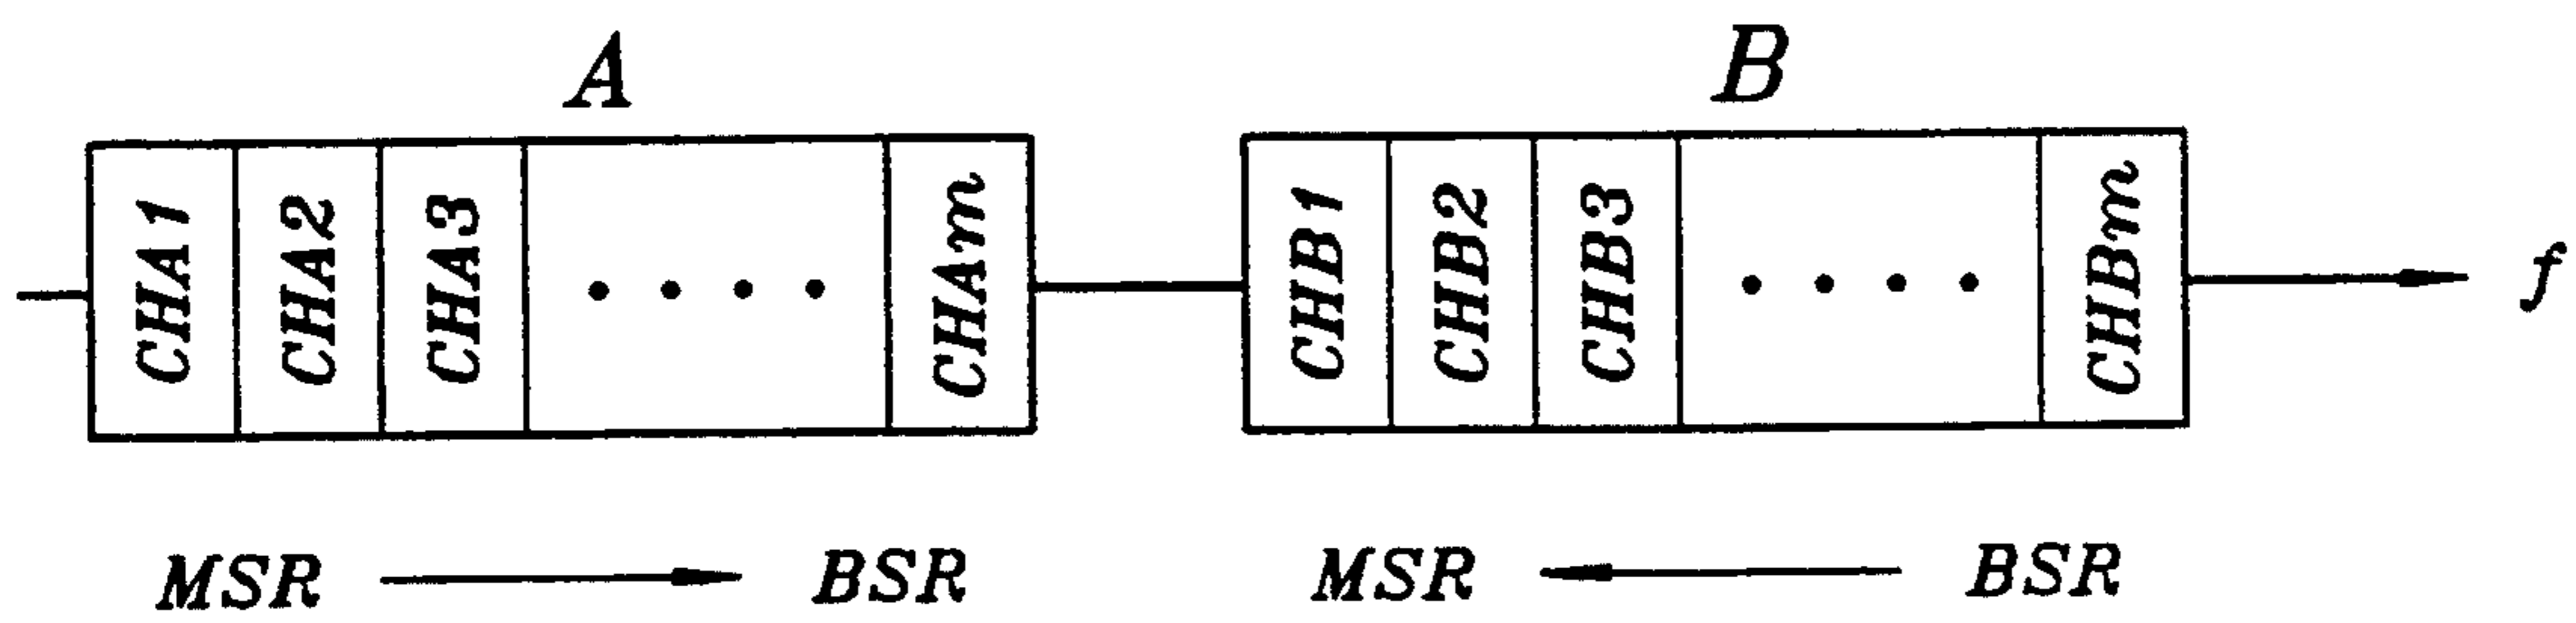 A B
CHA1 CHA2 CHA3 .... CHAm CHB1 CHB2 CHB3 .... CHBm f
MSR → BSR MSR ← BSR